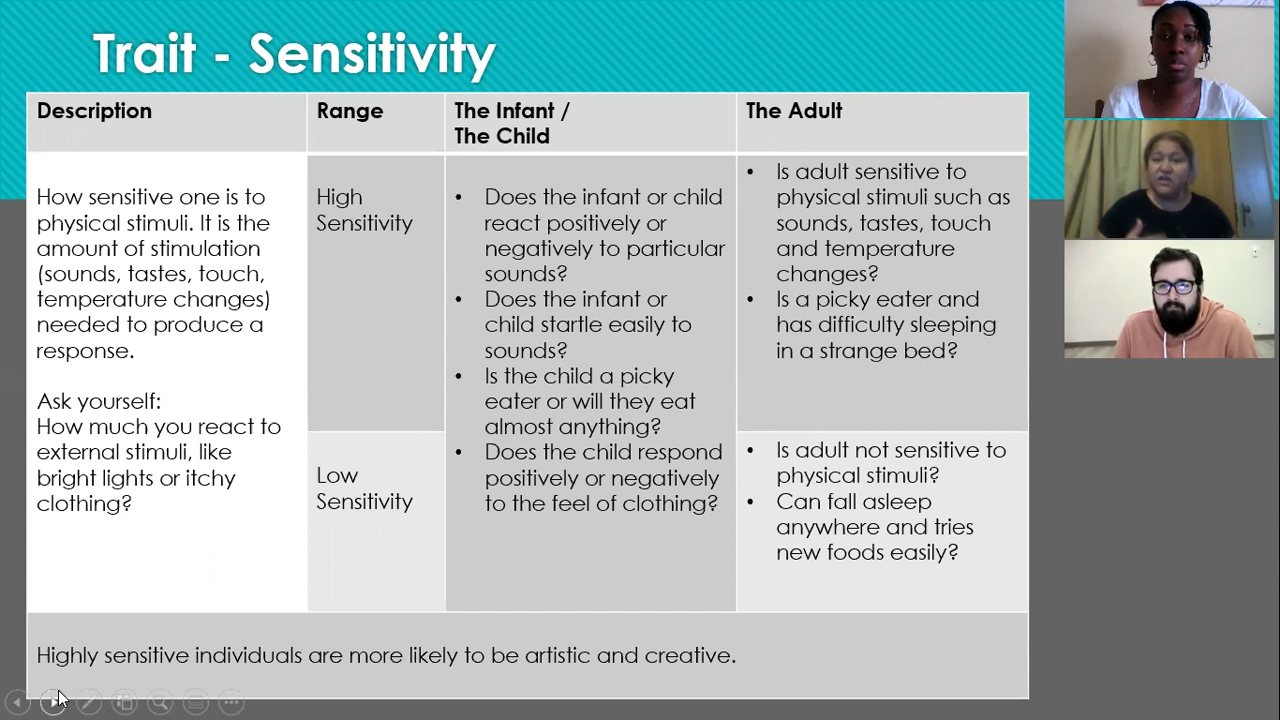 Trait - Sensitivity
Description
Range
The Infant /
The Child
The Adult
How sensitive one is to
physical stimuli. It is the
amount of stimulation
(sounds, tastes, touch,
temperature changes)
needed to produce a
response.
Ask yourself:
How much you react to
external stimuli, like
bright lights or itchy
clothing?
High
Sensitivity
• Does the infant or child
react positively or
negatively to particular
sounds?
• Does the infant or
child startle easily to
sounds?
• Is the child a picky
eater or will they eat
almost anything?
• Does the child respond
positively or negatively
to the feel of clothing?
• Is adult sensitive to
physical stimuli such as
sounds, tastes, touch
and temperature
changes?
• Is a picky eater and
has difficulty sleeping
in a strange bed?
Low
Sensitivity
• Is adult not sensitive to
physical stimuli?
• Can fall asleep
anywhere and tries
new foods easily?
Highly sensitive individuals are more likely to be artistic and creative.